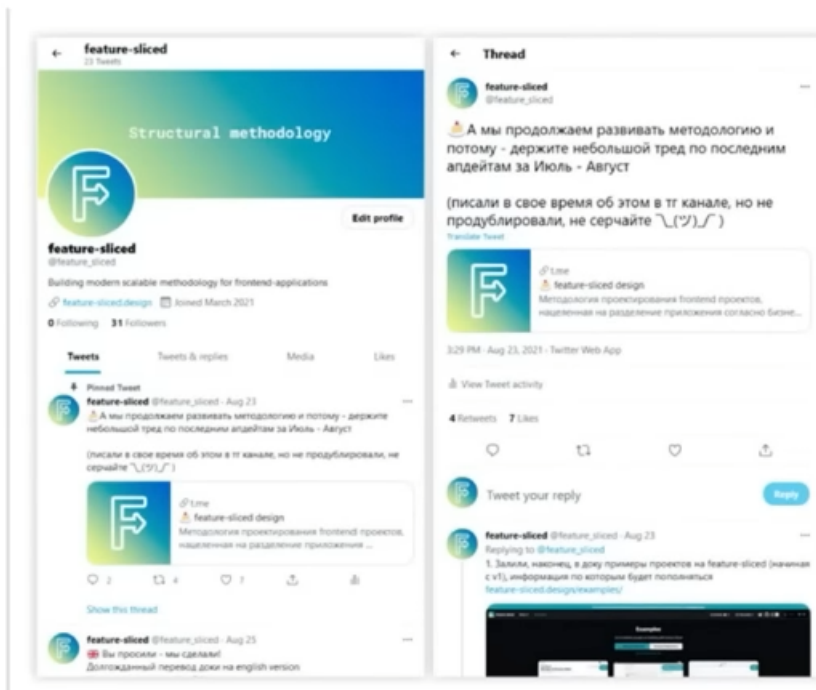 feature-sliced
23 Tweets
Structural methodology
Edit profile
feature-sliced
@feature_sliced
Building modern scalable methodology for frontend-applications
feature-sliced.design Joined March 2021
0 Following 31 Followers
Tweets Tweets & replies Media Likes
Pinned Tweet
feature-sliced @feature_sliced · Aug 23
А мы продолжаем развивать методологию и потому - держите
небольшой тред по последним апдейтам за Июль - Август
(писали в свое время об этом в тг канале, но не продублировали, не
серчайте ¯\_(ツ)_/¯ )
t.me
feature-sliced design
Методология проектирования frontend проектов,
нацеленная на разделение приложения ...
2 4 7
Show this thread
feature-sliced @feature_sliced · Aug 25
🇬🇧 Вы просили - мы сделали!
Долгожданный перевод доки на english version
Thread
feature-sliced
@feature_sliced
А мы продолжаем развивать методологию и
потому - держите небольшой тред по последним
апдейтам за Июль - Август
(писали в свое время об этом в тг канале, но не
продублировали, не серчайте ¯\_(ツ)_/¯ )
Translate Tweet
t.me
feature-sliced design
Методология проектирования frontend проектов,
нацеленная на разделение приложения согласно бизне...
3:29 PM · Aug 23, 2021 · Twitter Web App
View Tweet activity
4 Retweets 7 Likes
Tweet your reply
Reply
feature-sliced @feature_sliced · Aug 23
Replying to @feature_sliced
1. Залили, наконец, в доку примеры проектов на feature-sliced (начиная
с v1), информация по которым будет пополняться
feature-sliced.design/examples/
Examples